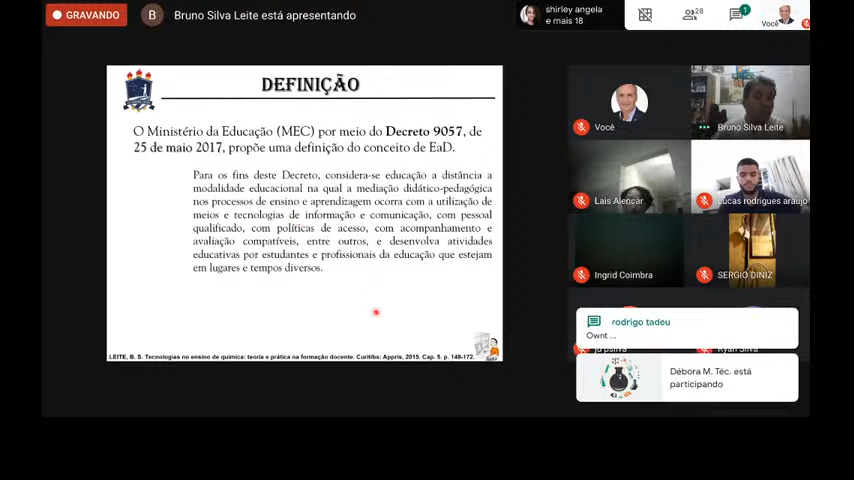 GRAVANDO
B
Bruno Silva Leite está apresentando
shirley angela
e mais 18
28
1
Você
DEFINIÇÃO
O Ministério da Educação (MEC) por meio do Decreto 9057, de
25 de maio 2017, propõe uma definição do conceito de EaD.
Para os fins deste Decreto, considera-se educação a distância a
modalidade educacional na qual a mediação didático-pedagógica
nos processos de ensino e aprendizagem ocorra com a utilização de
meios e tecnologias de informação e comunicação, com pessoal
qualificado, com políticas de acesso, com acompanhamento e
avaliação compatíveis, entre outros, e desenvolva atividades
educativas por estudantes e profissionais da educação que estejam
em lugares e tempos diversos.
LEITE, B. S. Tecnologias no ensino de química: teoria e prática na formação docente. Curitiba: Appris, 2015. Cap. 5. p. 149-172.
Você
Bruno Silva Leite
Lais Alencar
Lucas rodrigues araujo
Ingrid Coimbra
SERGIO DINIZ
rodrigo tadeu
Ownt ...
Ryan Silva
Débora M. Téc. está
participando